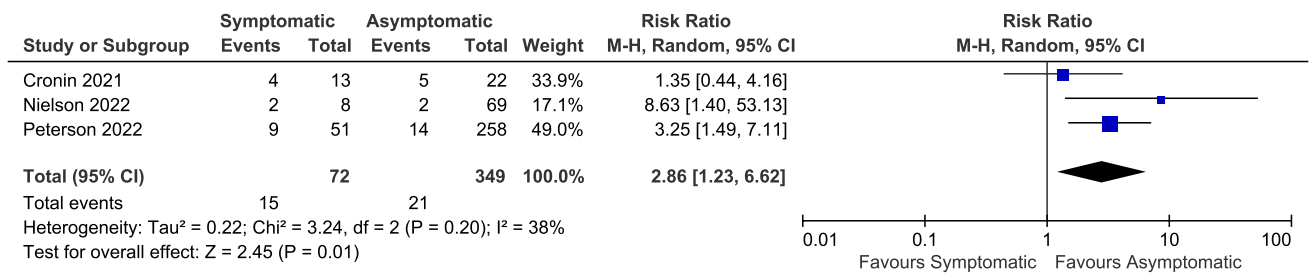 Symptomatic Asymptomatic Risk Ratio Risk Ratio
Study or Subgroup Events Total Events Total Weight M-H, Random, 95% CI M-H, Random, 95% CI
Cronin 2021 4 13 5 22 33.9% 1.35 [0.44, 4.16]
Nielson 2022 2 8 2 69 17.1% 8.63 [1.40, 53.13]
Peterson 2022 9 51 14 258 49.0% 3.25 [1.49, 7.11]
Total (95% CI) 72 349 100.0% 2.86 [1.23, 6.62]
Total events 15 21
Heterogeneity: Tau² = 0.22; Chi² = 3.24, df = 2 (P = 0.20); I² = 38%
Test for overall effect: Z = 2.45 (P = 0.01)
0.01 0.1 1 10 100
Favours Symptomatic Favours Asymptomatic